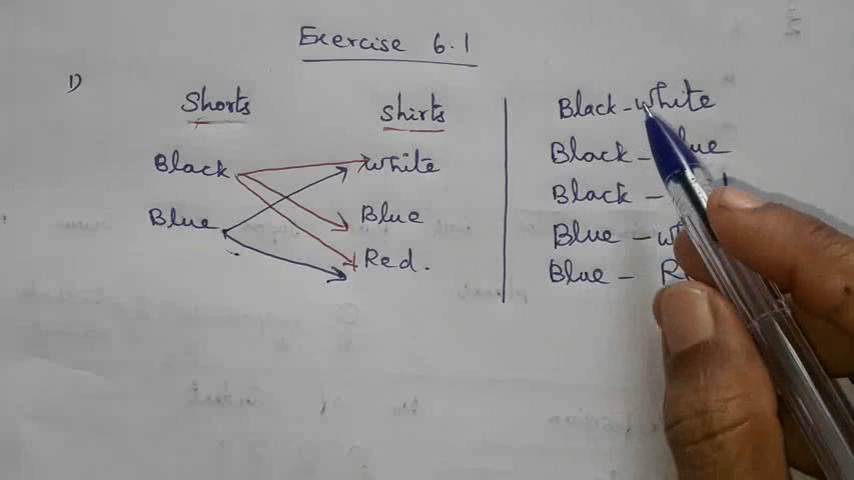 Exercise 6.1
1)
Shorts
Shirts
Black
White
Blue
Blue
Red.
Black - White
Black -
Black -
Blue -
Blue -